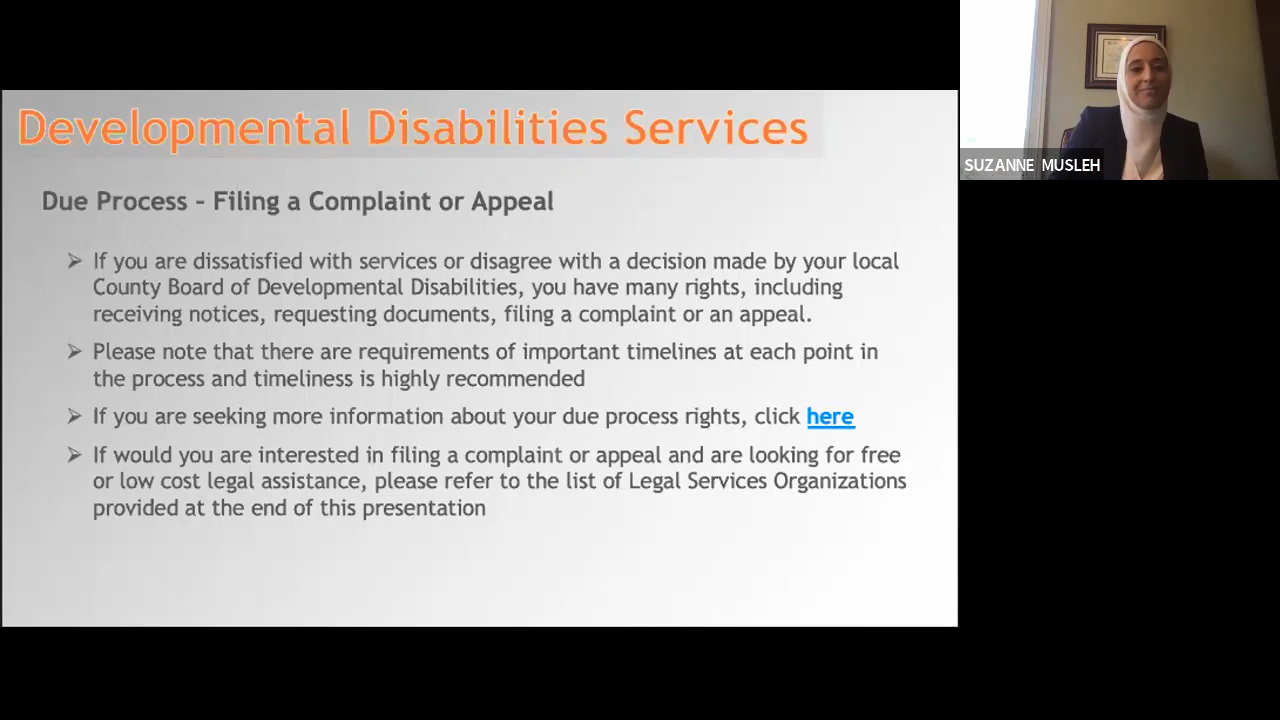 Developmental Disabilities Services
SUZANNE MUSLEH
Due Process – Filing a Complaint or Appeal
➢ If you are dissatisfied with services or disagree with a decision made by your local
County Board of Developmental Disabilities, you have many rights, including
receiving notices, requesting documents, filing a complaint or an appeal.
➢ Please note that there are requirements of important timelines at each point in
the process and timeliness is highly recommended
➢ If you are seeking more information about your due process rights, click here
➢ If would you are interested in filing a complaint or appeal and are looking for free
or low cost legal assistance, please refer to the list of Legal Services Organizations
provided at the end of this presentation